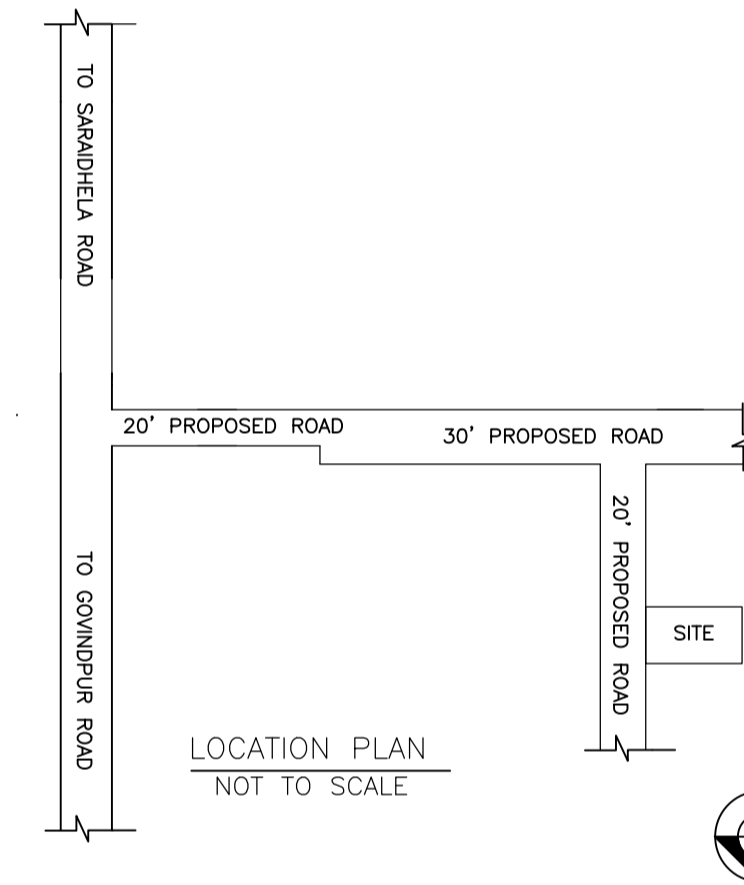 TO SARAIDHELA ROAD
20' PROPOSED ROAD
30' PROPOSED ROAD
20' PROPOSED ROAD
SITE
TO GOVINDPUR ROAD
LOCATION PLAN
NOT TO SCALE